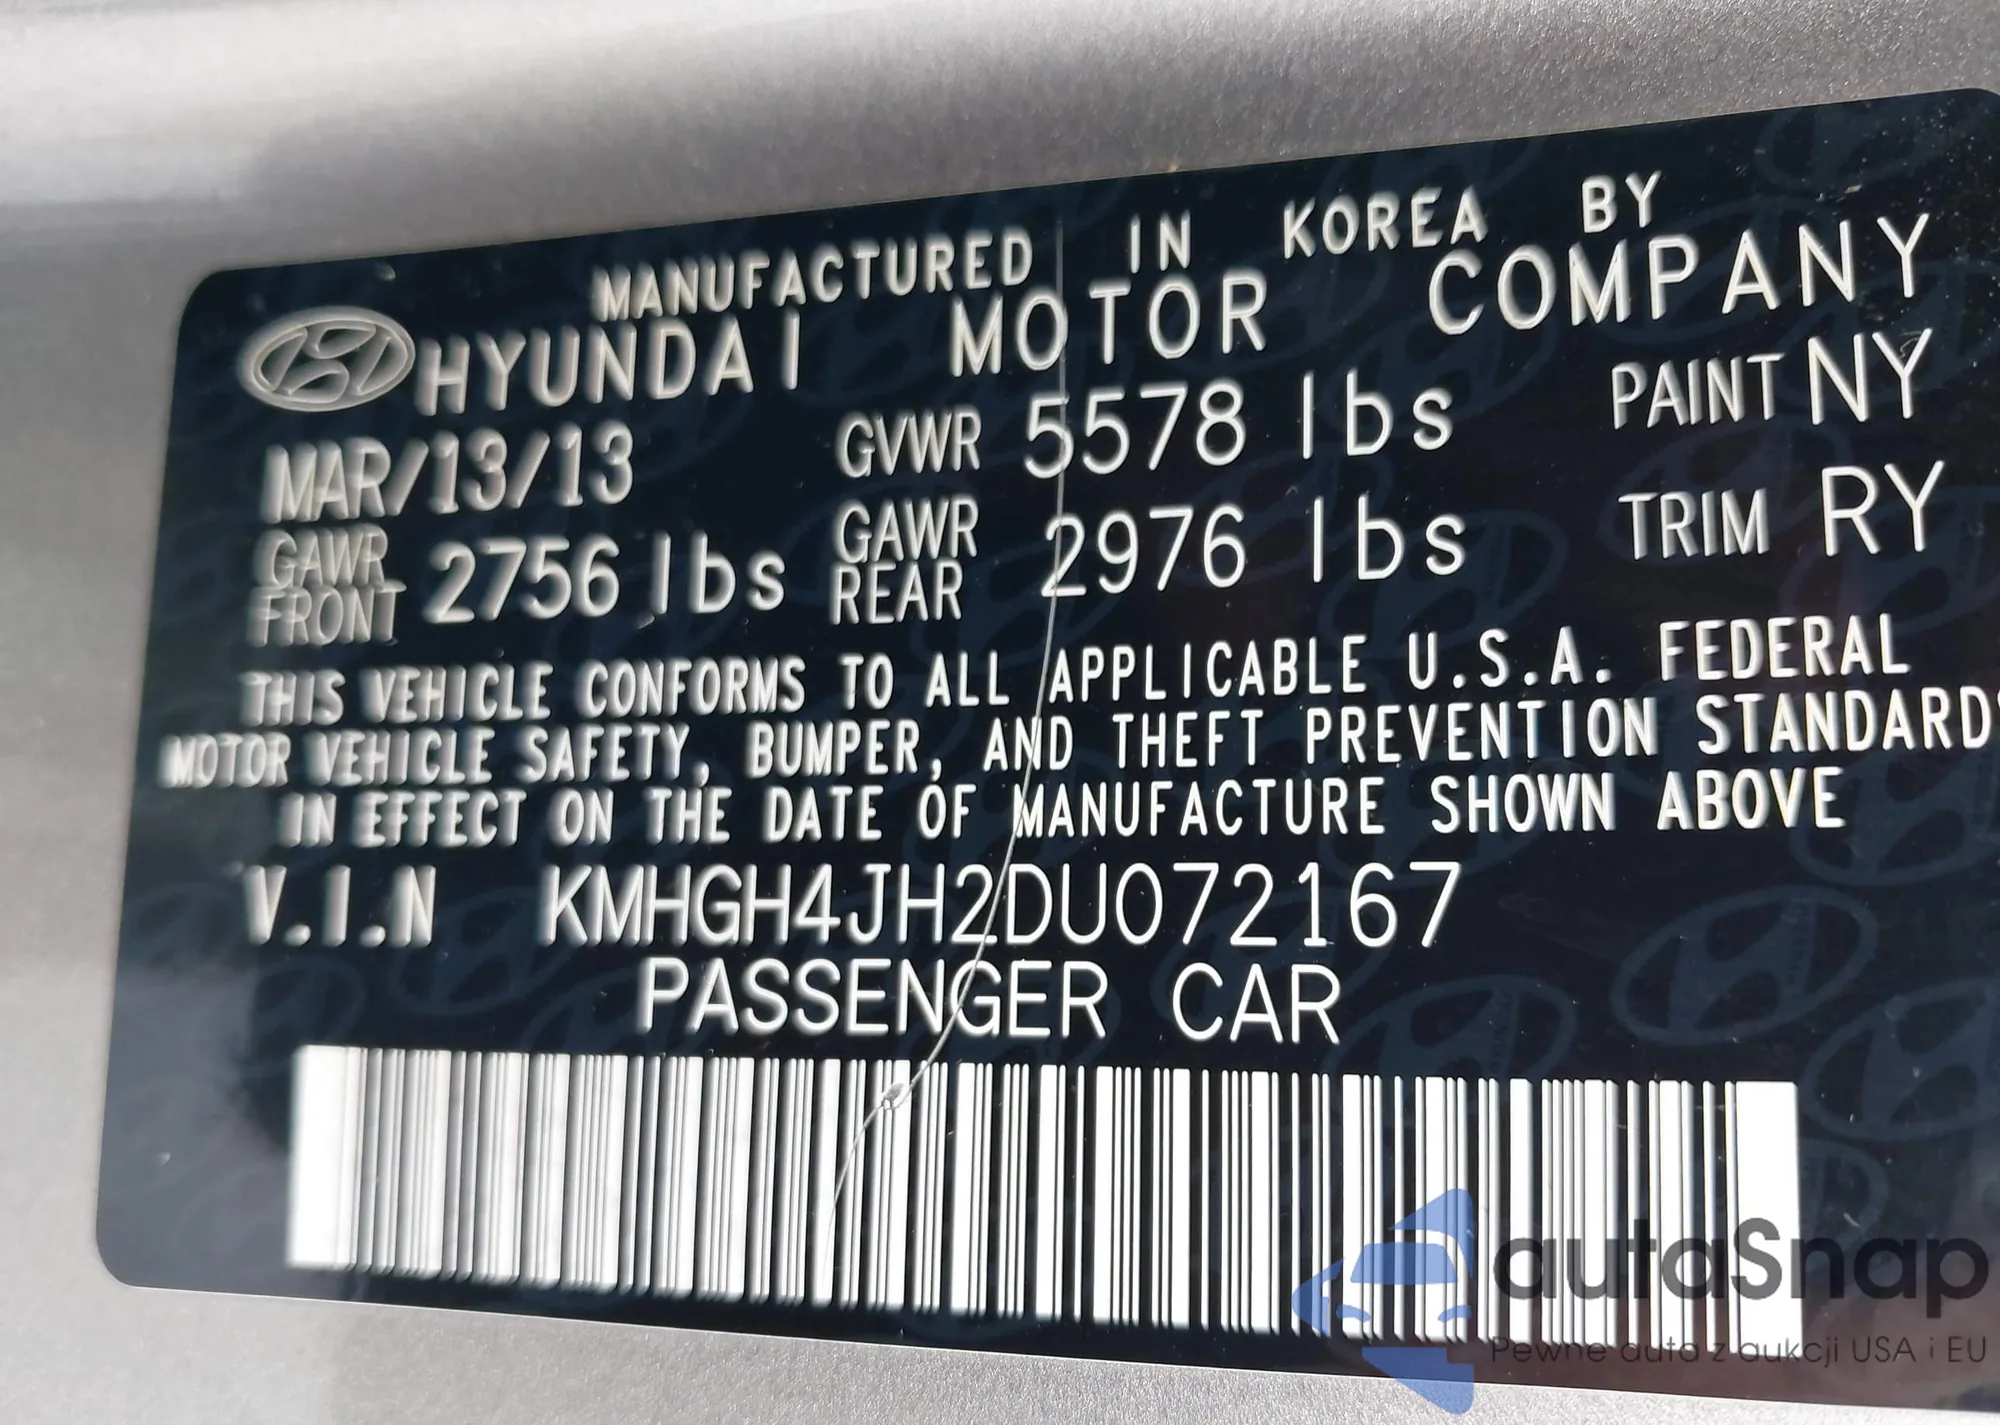 MANUFACTURED IN KOREA BY
HYUNDAI MOTOR COMPANY
MAR/13/13 GVWR 5578 lbs PAINT NY
GAWR FRONT 2756 lbs GAWR REAR 2976 lbs TRIM RY
THIS VEHICLE CONFORMS TO ALL APPLICABLE U.S.A. FEDERAL
MOTOR VEHICLE SAFETY, BUMPER, AND THEFT PREVENTION STANDARD
IN EFFECT ON THE DATE OF MANUFACTURE SHOWN ABOVE
V.I.N KMHGH4JH2DU072167
PASSENGER CAR
autaSnap
Pewne auta z aukcji USA i EU